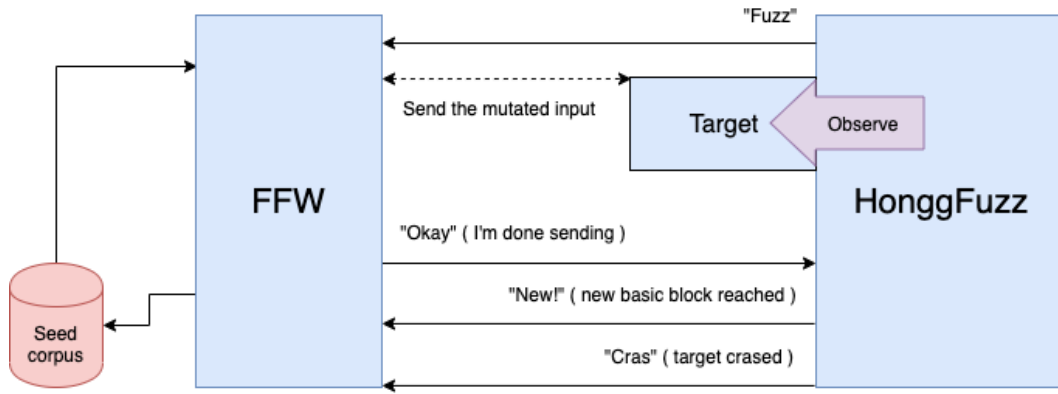 "Fuzz"
Send the mutated input
Target
Observe
FFW
HonggFuzz
"Okay" ( I'm done sending )
"New!" ( new basic block reached )
Seed
corpus
"Cras" ( target crased )